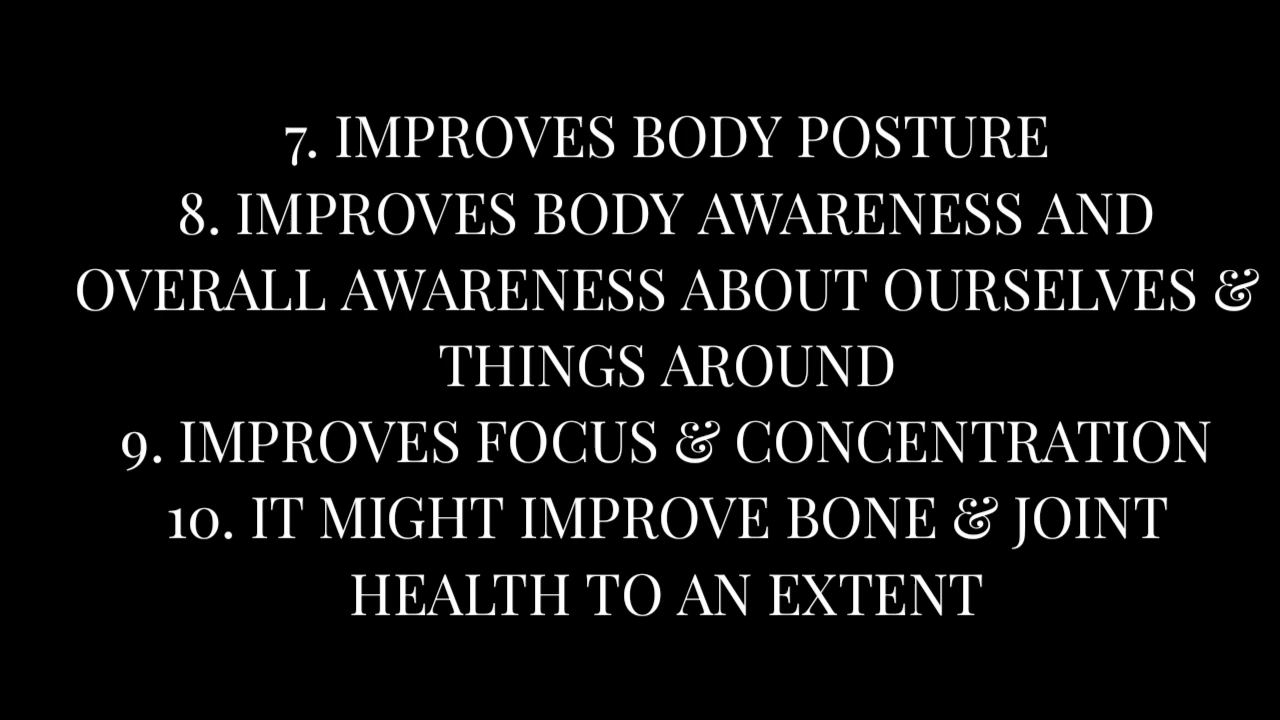 7. IMPROVES BODY POSTURE
8. IMPROVES BODY AWARENESS AND
OVERALL AWARENESS ABOUT OURSELVES &
THINGS AROUND
9. IMPROVES FOCUS & CONCENTRATION
10. IT MIGHT IMPROVE BONE & JOINT
HEALTH TO AN EXTENT